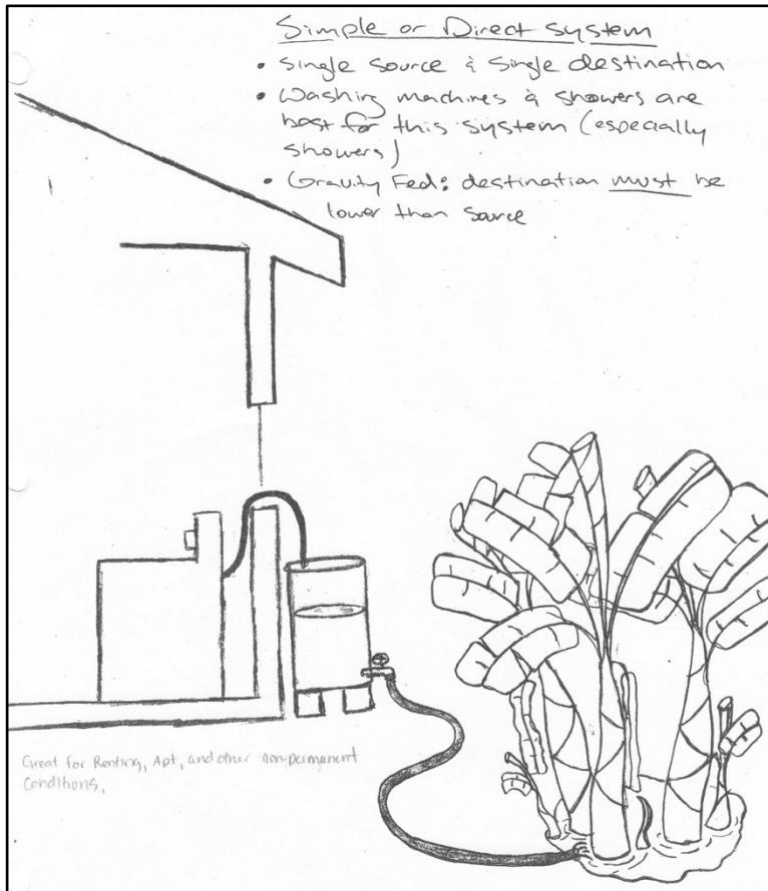 Simple or Direct System
• Single source & Single destination
• Washing machines & showers are
best for this system (especially
showers)
• Gravity Fed: destination must be
lower than source
Great for Renting, Apt, and other non-permanent
Conditions.